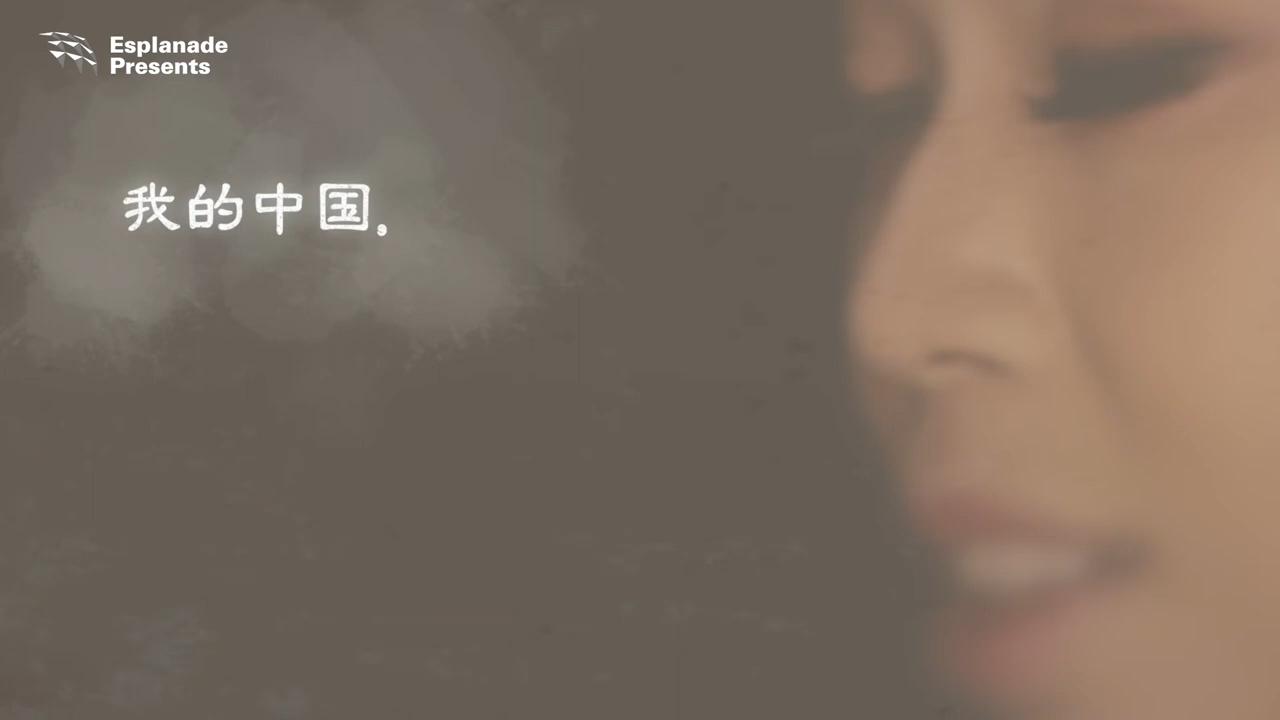 Esplanade
Presents
我的中国，